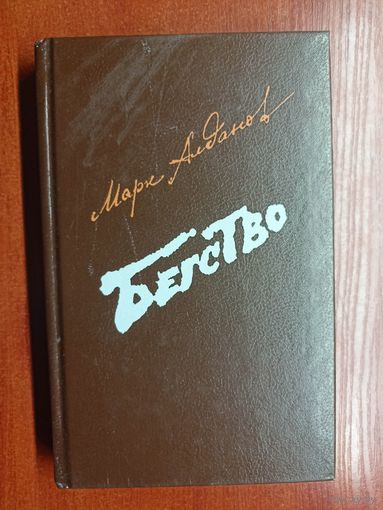 Марк Алданов
Бегство